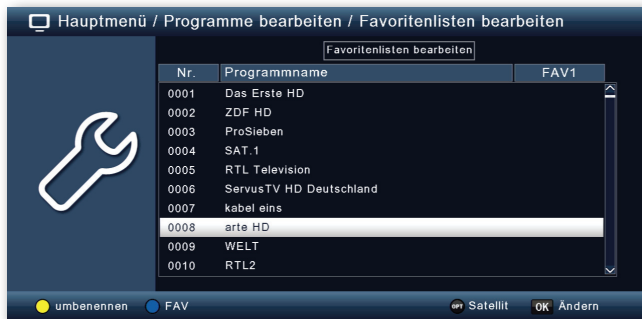 Hauptmenü / Programme bearbeiten / Favoritenlisten bearbeiten
Favoritenlisten bearbeiten
Nr. Programmname FAV1
0001 Das Erste HD
0002 ZDF HD
0003 ProSieben
0004 SAT.1
0005 RTL Television
0006 ServusTV HD Deutschland
0007 kabel eins
0008 arte HD
0009 WELT
0010 RTL2
umbenennen FAV OPT Satellit OK Ändern